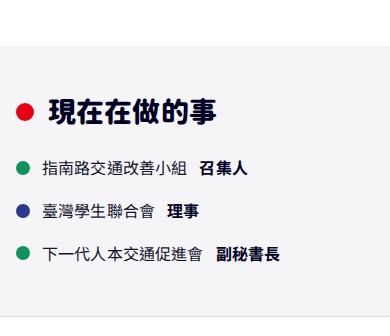 現在在做的事
指南路交通改善小組 召集人
臺灣學生聯合會 理事
下一代人本交通促進會 副秘書長